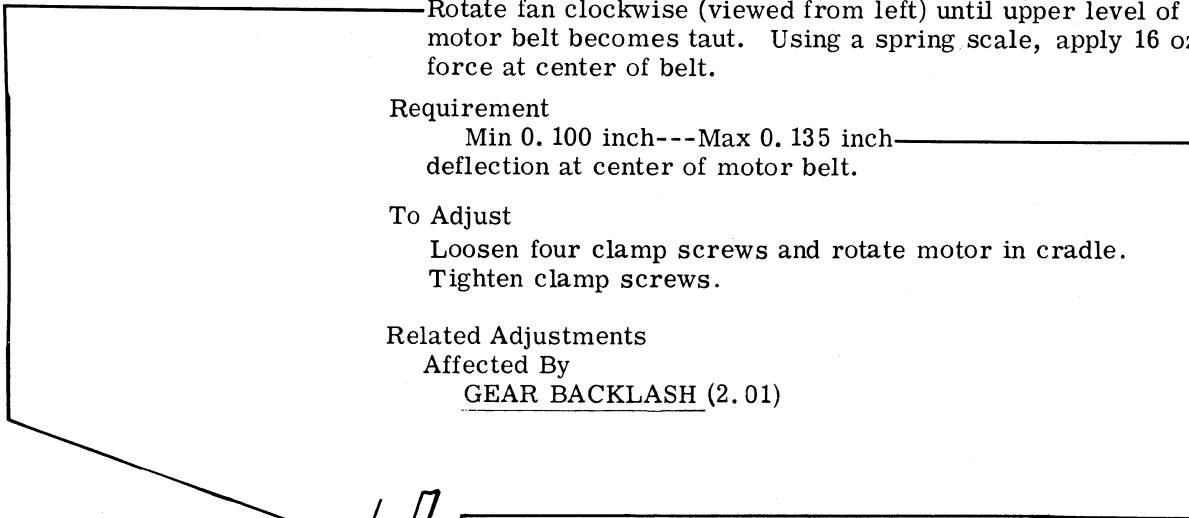 Rotate fan clockwise (viewed from left) until upper level of
motor belt becomes taut. Using a spring scale, apply 16
force at center of belt.
Requirement
Min 0.100 inch---Max 0.135 inch
deflection at center of motor belt.
To Adjust
Loosen four clamp screws and rotate motor in cradle.
Tighten clamp screws.
Related Adjustments
Affected By
GEAR BACKLASH (2.01)